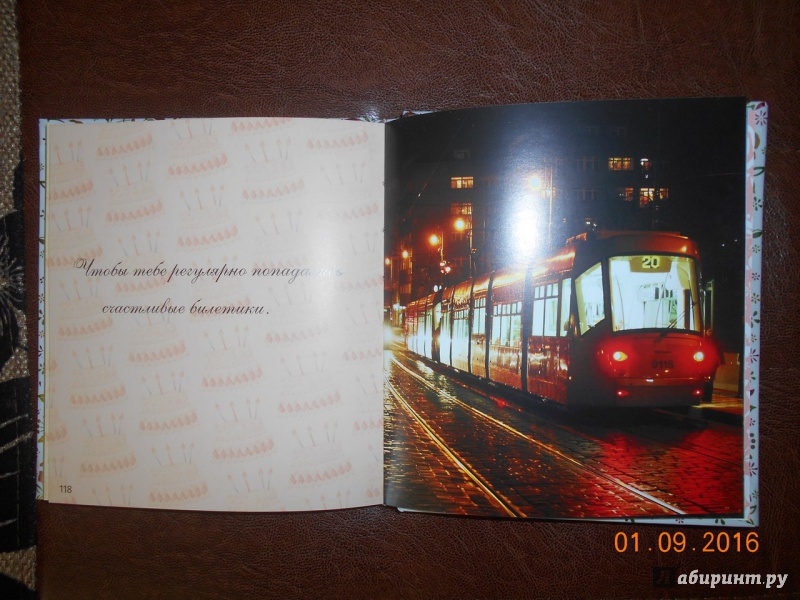 Чтобы тебе регулярно попадались
счастливые билетики.
118
20
01.09.2016
Лабиринт.ру